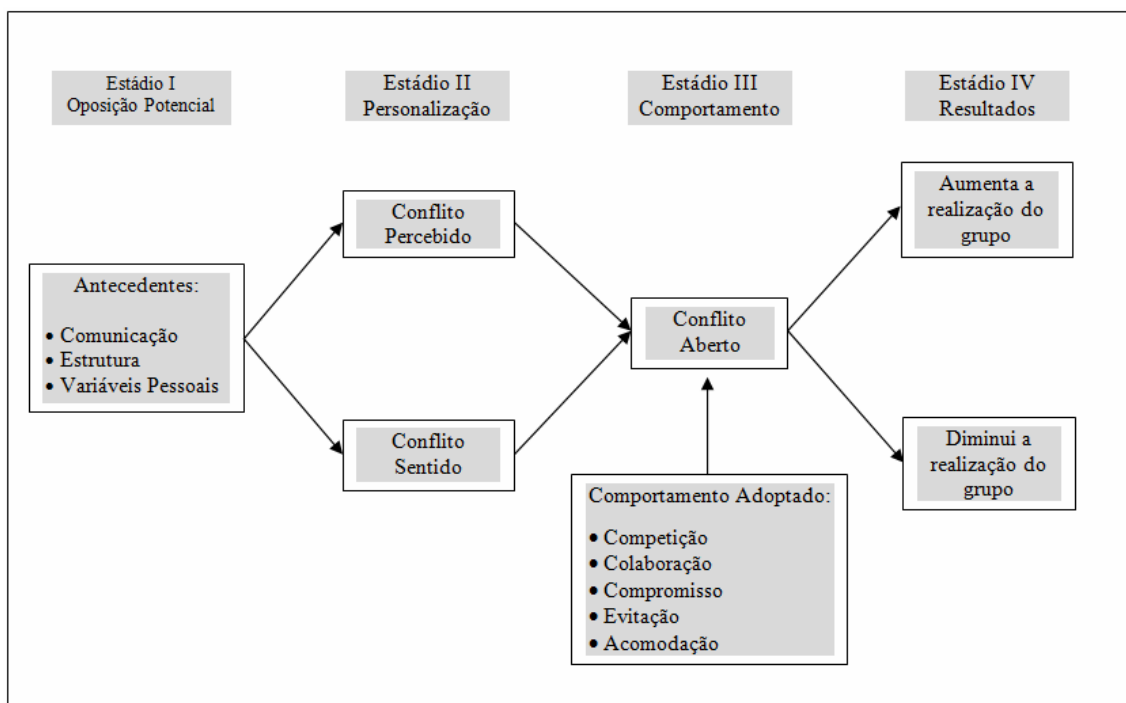 Estádio I
Oposição Potencial
Estádio II
Personalização
Estádio III
Comportamento
Estádio IV
Resultados
Antecedentes:
• Comunicação
• Estrutura
• Variáveis Pessoais
Conflito
Percebido
Conflito
Sentido
Conflito
Aberto
Comportamento Adoptado:
• Competição
• Colaboração
• Compromisso
• Evitação
• Acomodação
Aumenta a
realização do
grupo
Diminui a
realização do
grupo